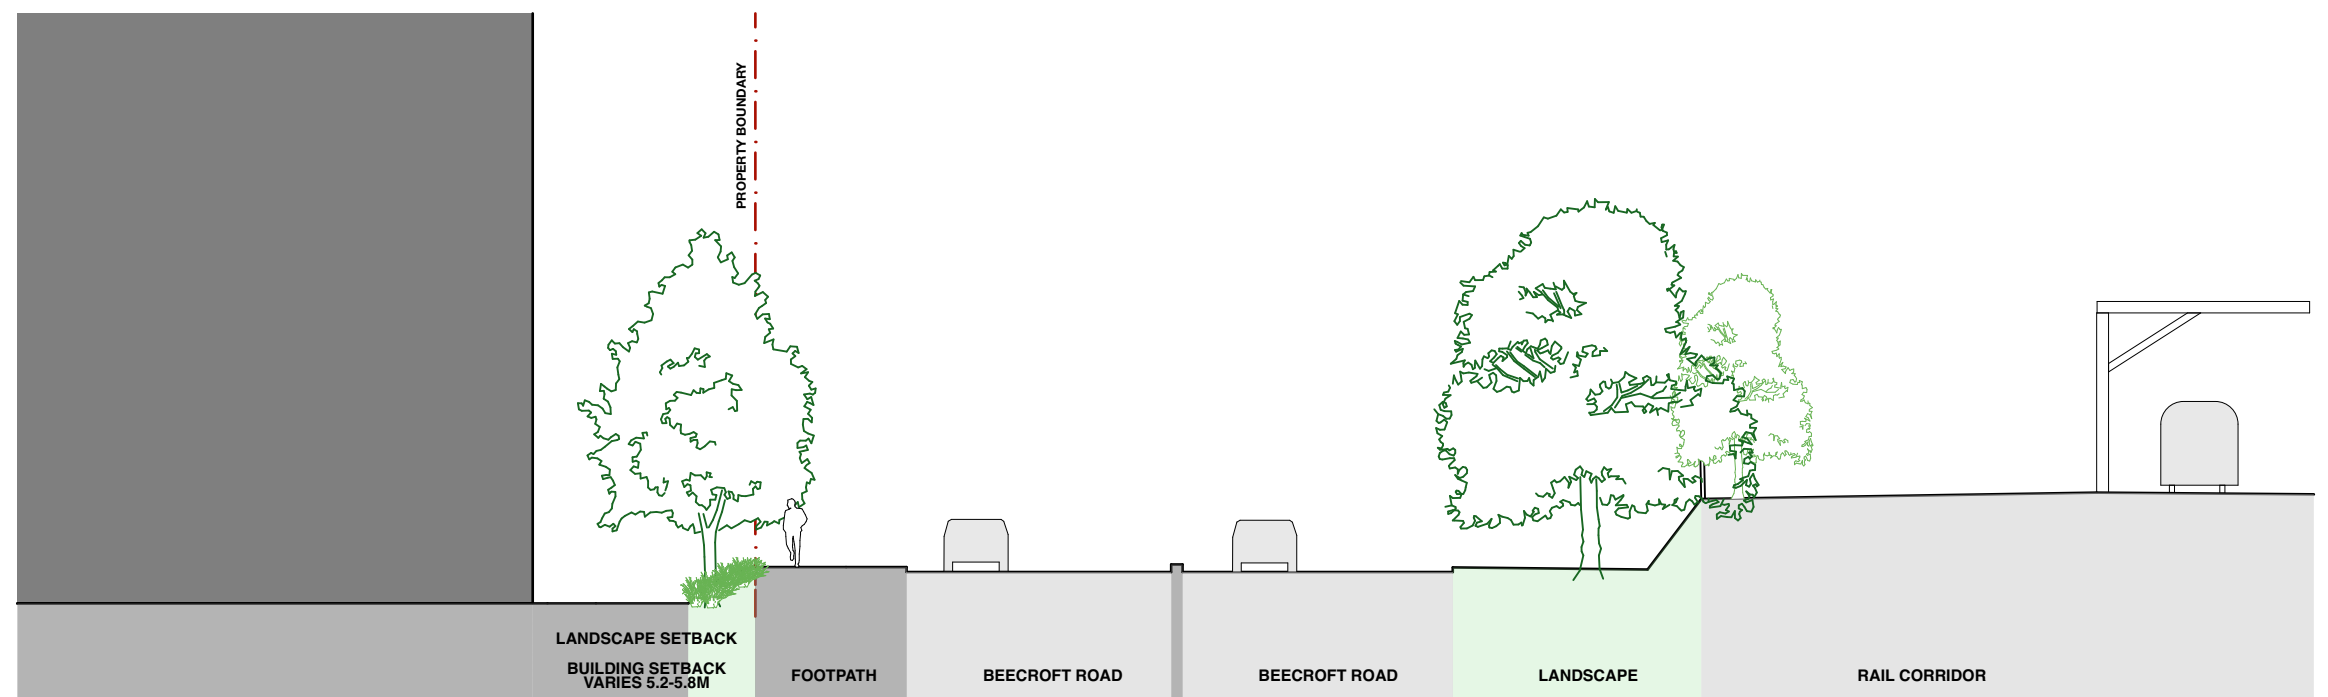 PROPERTY BOUNDARY
LANDSCAPE SETBACK
BUILDING SETBACK
VARIES 5.2-5.8M
FOOTPATH
BEECROFT ROAD
BEECROFT ROAD
LANDSCAPE
RAIL CORRIDOR